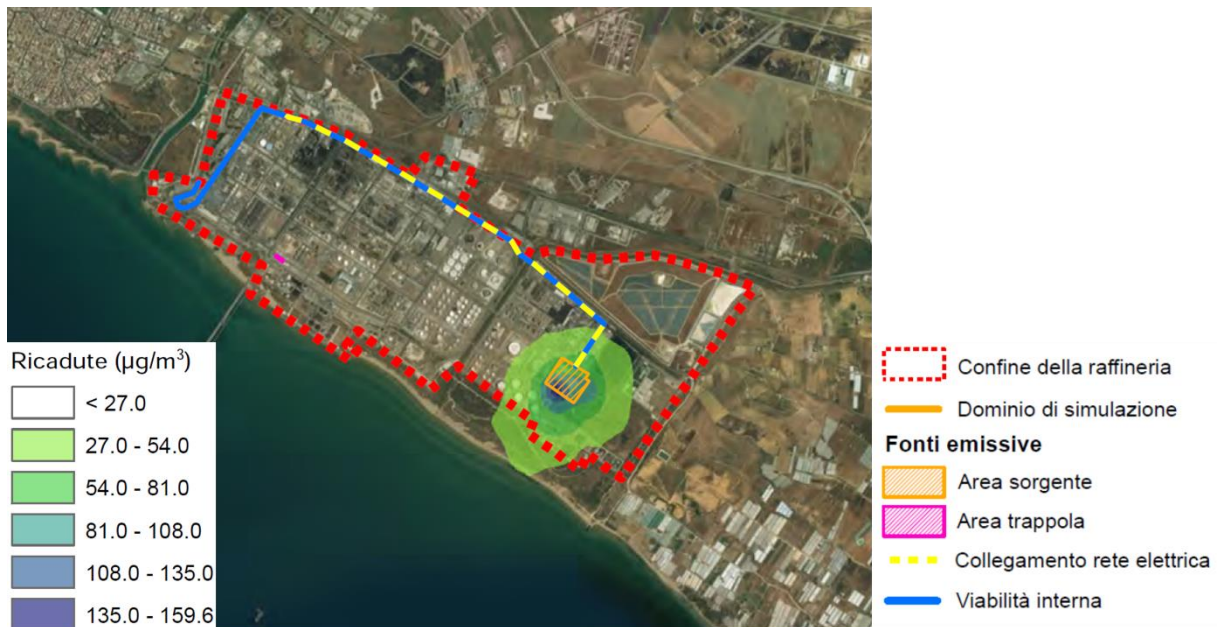 Ricadute (µg/m³)
< 27.0
27.0 - 54.0
54.0 - 81.0
81.0 - 108.0
108.0 - 135.0
135.0 - 159.6
Confine della raffineria
Dominio di simulazione
Fonti emissive
Area sorgente
Area trappola
Collegamento rete elettrica
Viabilità interna